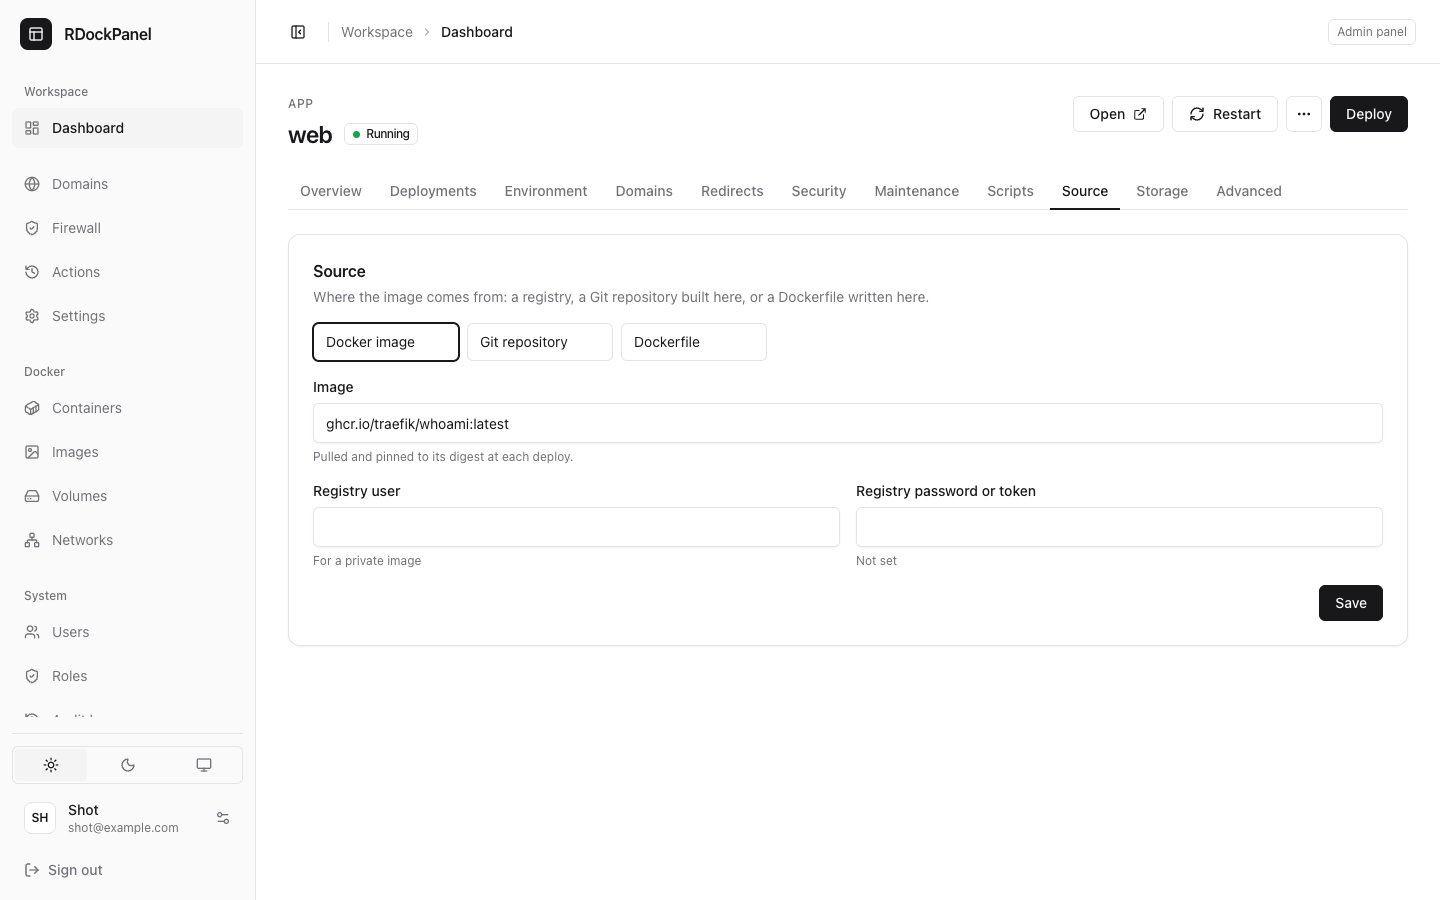 RDockPanel
Workspace
Dashboard
Domains
Firewall
Actions
Settings
Docker
Containers
Images
Volumes
Networks
System
Users
Roles
SH
Shot
shot@example.com
Sign out
Workspace > Dashboard
Admin panel
APP
web
Running
Open
Restart
Deploy
Overview Deployments Environment Domains Redirects Security Maintenance Scripts Source Storage Advanced
Source
Where the image comes from: a registry, a Git repository built here, or a Dockerfile written here.
Docker image
Git repository
Dockerfile
Image
ghcr.io/traefik/whoami:latest
Pulled and pinned to its digest at each deploy.
Registry user
For a private image
Registry password or token
Not set
Save